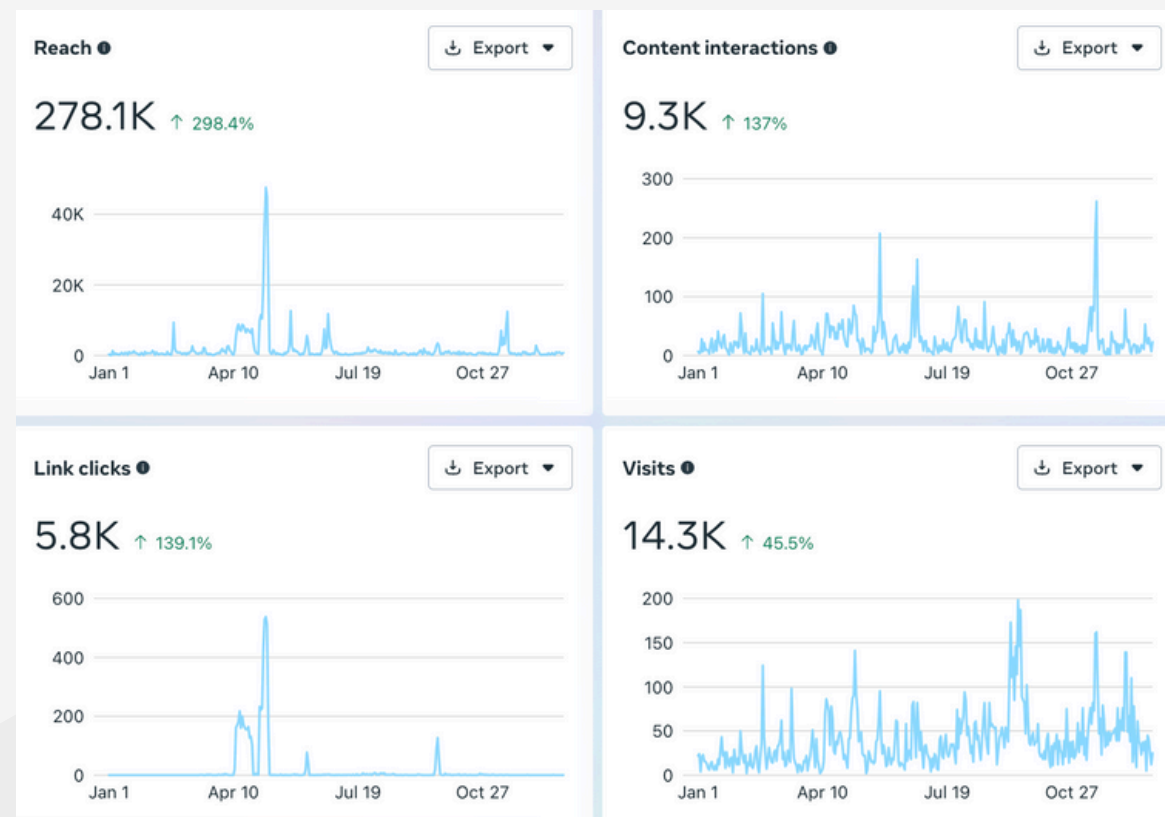 Reach
Export
278.1K ↑ 298.4%
40K
20K
0
Jan 1 Apr 10 Jul 19 Oct 27
Content interactions
Export
9.3K ↑ 137%
300
200
100
0
Jan 1 Apr 10 Jul 19 Oct 27
Link clicks
Export
5.8K ↑ 139.1%
600
400
200
0
Jan 1 Apr 10 Jul 19 Oct 27
Visits
Export
14.3K ↑ 45.5%
200
150
100
50
0
Jan 1 Apr 10 Jul 19 Oct 27